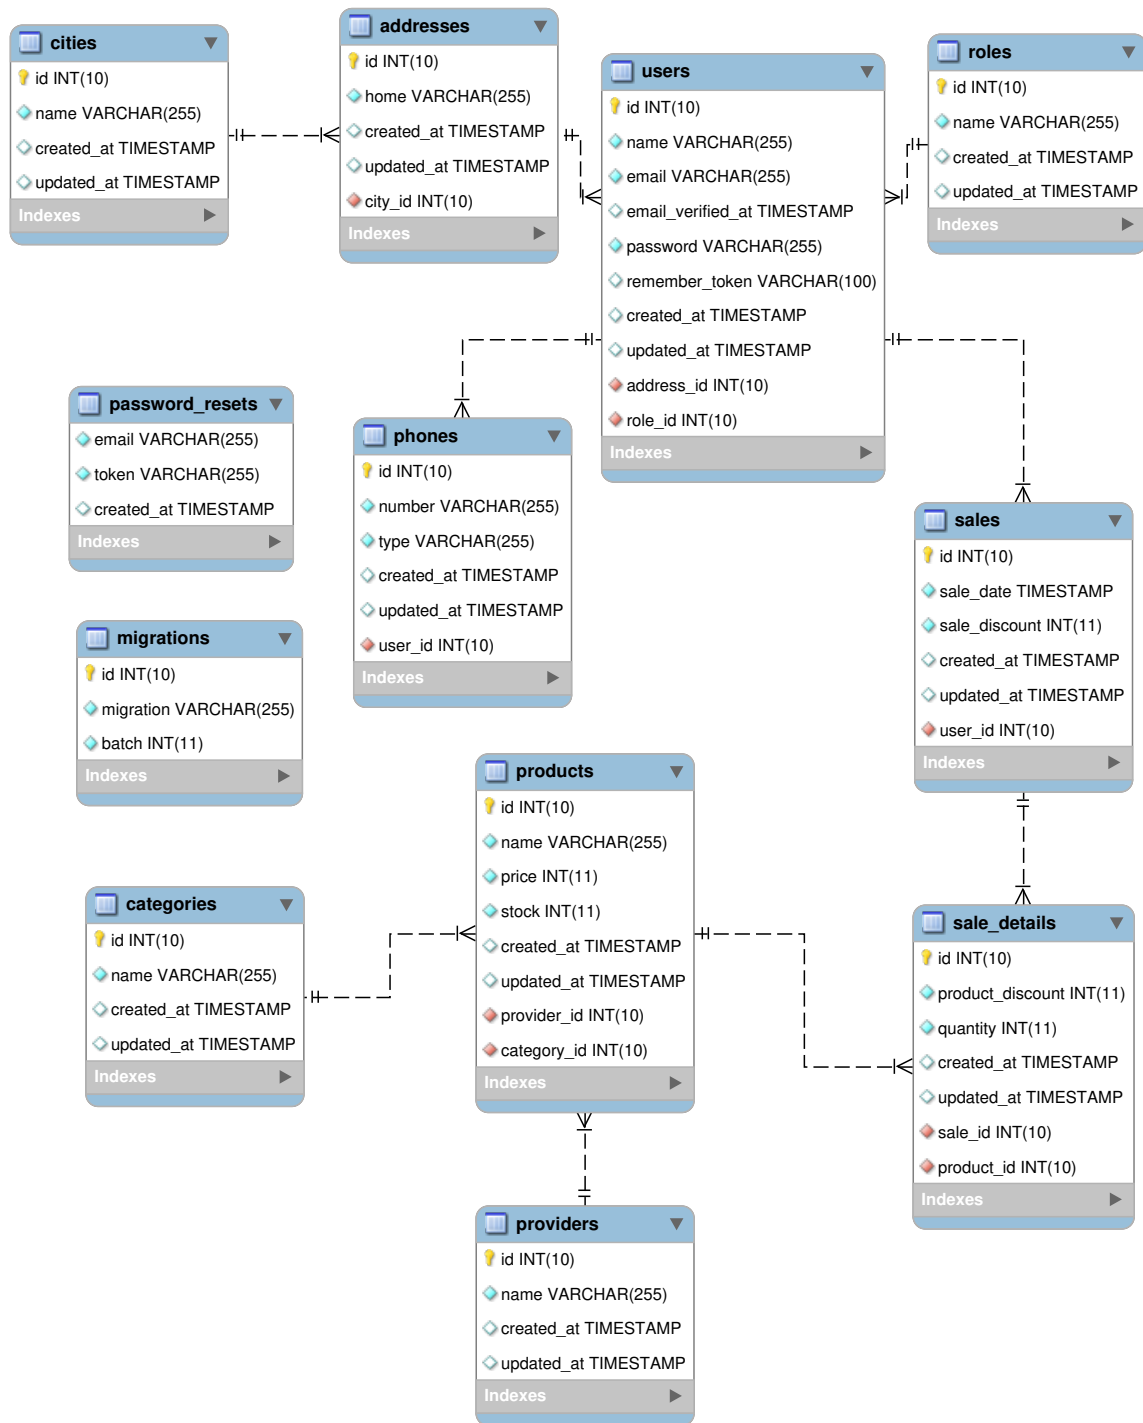 cities
id INT(10)
name VARCHAR(255)
created_at TIMESTAMP
updated_at TIMESTAMP
Indexes
addresses
id INT(10)
home VARCHAR(255)
created_at TIMESTAMP
updated_at TIMESTAMP
city_id INT(10)
Indexes
users
id INT(10)
name VARCHAR(255)
email VARCHAR(255)
email_verified_at TIMESTAMP
password VARCHAR(255)
remember_token VARCHAR(100)
created_at TIMESTAMP
updated_at TIMESTAMP
address_id INT(10)
role_id INT(10)
Indexes
roles
id INT(10)
name VARCHAR(255)
created_at TIMESTAMP
updated_at TIMESTAMP
Indexes
password_resets
email VARCHAR(255)
token VARCHAR(255)
created_at TIMESTAMP
Indexes
phones
id INT(10)
number VARCHAR(255)
type VARCHAR(255)
created_at TIMESTAMP
updated_at TIMESTAMP
user_id INT(10)
Indexes
sales
id INT(10)
sale_date TIMESTAMP
sale_discount INT(11)
created_at TIMESTAMP
updated_at TIMESTAMP
user_id INT(10)
Indexes
migrations
id INT(10)
migration VARCHAR(255)
batch INT(11)
Indexes
products
id INT(10)
name VARCHAR(255)
price INT(11)
stock INT(11)
created_at TIMESTAMP
updated_at TIMESTAMP
provider_id INT(10)
category_id INT(10)
Indexes
categories
id INT(10)
name VARCHAR(255)
created_at TIMESTAMP
updated_at TIMESTAMP
Indexes
sale_details
id INT(10)
product_discount INT(11)
quantity INT(11)
created_at TIMESTAMP
updated_at TIMESTAMP
sale_id INT(10)
product_id INT(10)
Indexes
providers
id INT(10)
name VARCHAR(255)
created_at TIMESTAMP
updated_at TIMESTAMP
Indexes